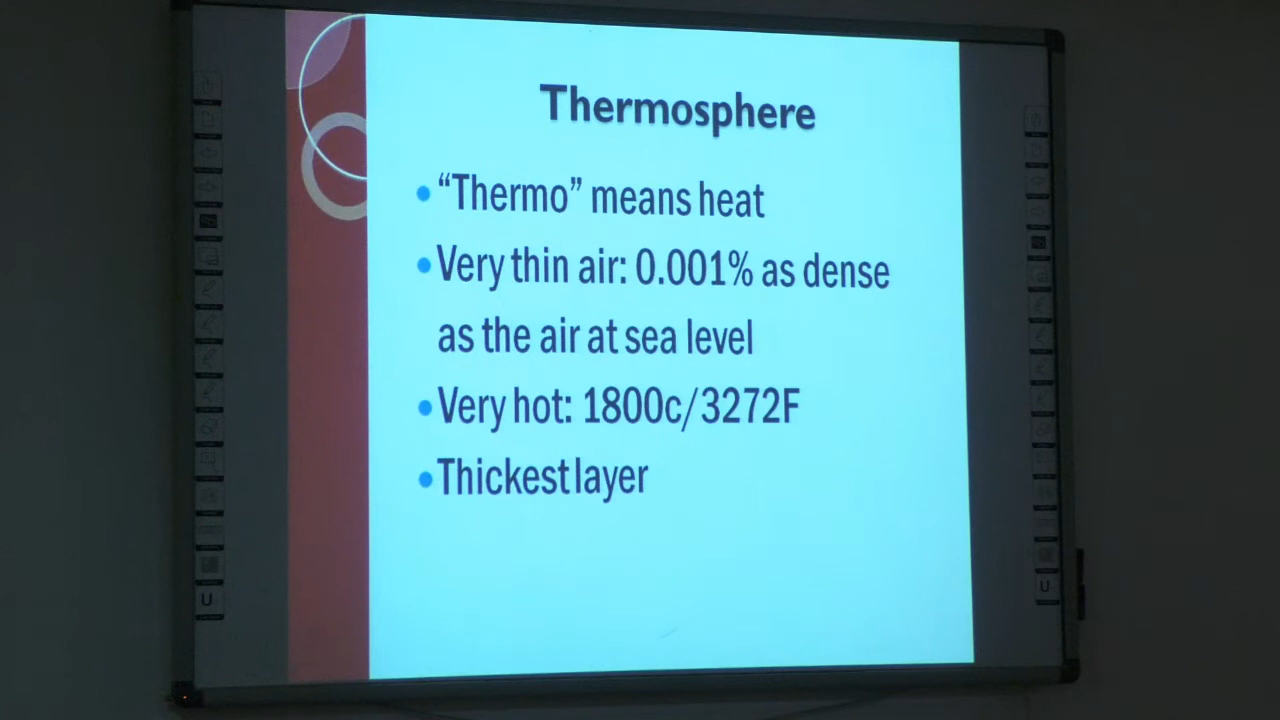 Thermosphere
• “Thermo” means heat
• Very thin air: 0.001% as dense
as the air at sea level
• Very hot: 1800c/3272F
• Thickest layer
U
U